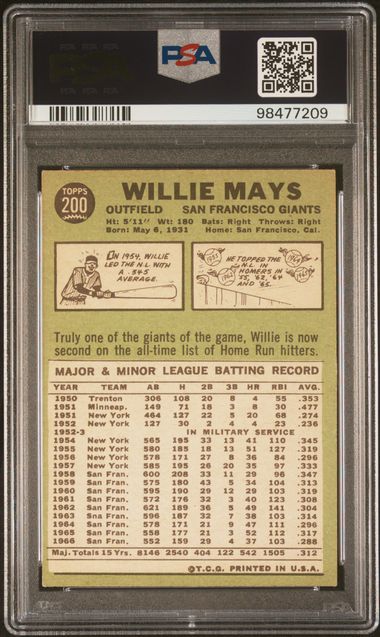 PSA
98477209
TOPPS
200
WILLIE MAYS
OUTFIELD SAN FRANCISCO GIANTS
Ht: 5'11" Wt: 180 Bats: Right Throws: Right
Born: May 6, 1931 Home: San Francisco, Cal.
IN 1954, WILLIE
LED THE N.L. WITH
A .345
AVERAGE.
HE TOPPED THE
N.L. IN
HOMERS IN
'55, '62, '64
AND '65.
Truly one of the giants of the game, Willie is now
second on the all-time list of Home Run hitters.
MAJOR & MINOR LEAGUE BATTING RECORD
YEAR TEAM AB H 2B 3B HR RBI AVG.
1950 Trenton 306 108 20 8 4 55 .353
1951 Minneap. 149 71 18 3 8 30 .477
1951 New York 464 127 22 5 20 68 .274
1952 New York 127 30 2 4 4 23 .236
1952-3 IN MILITARY SERVICE
1954 New York 565 195 33 13 41 110 .345
1955 New York 580 185 18 13 51 127 .319
1956 New York 578 171 27 8 36 84 .296
1957 New York 585 195 26 20 35 97 .333
1958 San Fran. 600 208 33 11 29 96 .347
1959 San Fran. 575 180 43 5 34 104 .313
1960 San Fran. 595 190 29 12 29 103 .319
1961 San Fran. 572 176 32 3 40 123 .308
1962 San Fran. 621 189 36 5 49 141 .304
1963 San Fran. 596 187 32 7 38 103 .314
1964 San Fran. 578 171 21 9 47 111 .296
1965 San Fran. 558 177 21 3 52 112 .317
1966 San Fran. 552 159 29 4 37 103 .288
Maj. Totals 15 Yrs. 8146 2540 404 122 542 1505 .312
©T.C.G. PRINTED IN U.S.A.